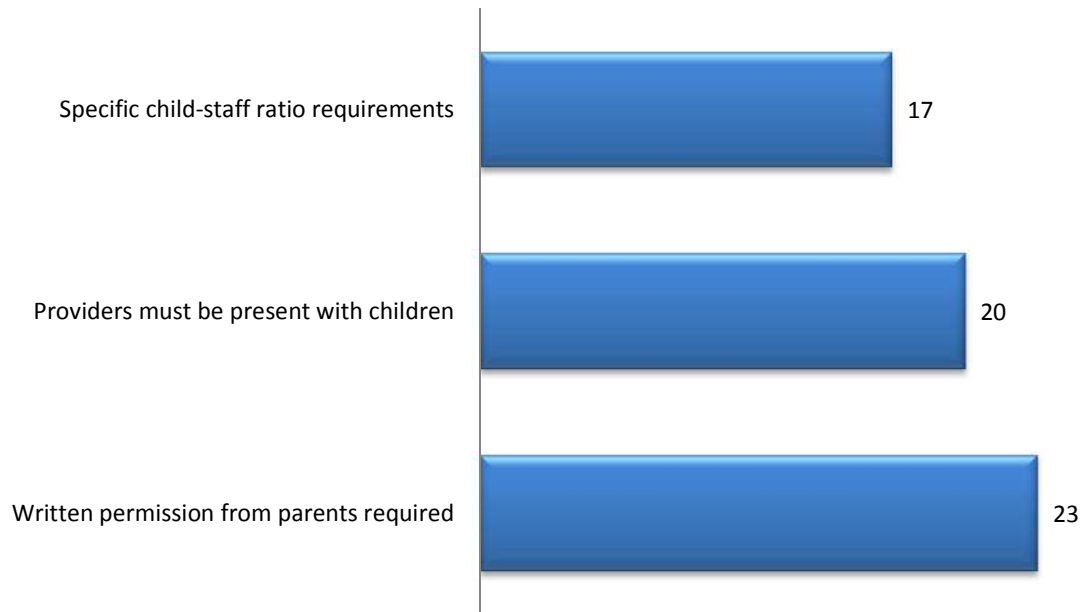 Specific child-staff ratio requirements
17
Providers must be present with children
20
Written permission from parents required
23